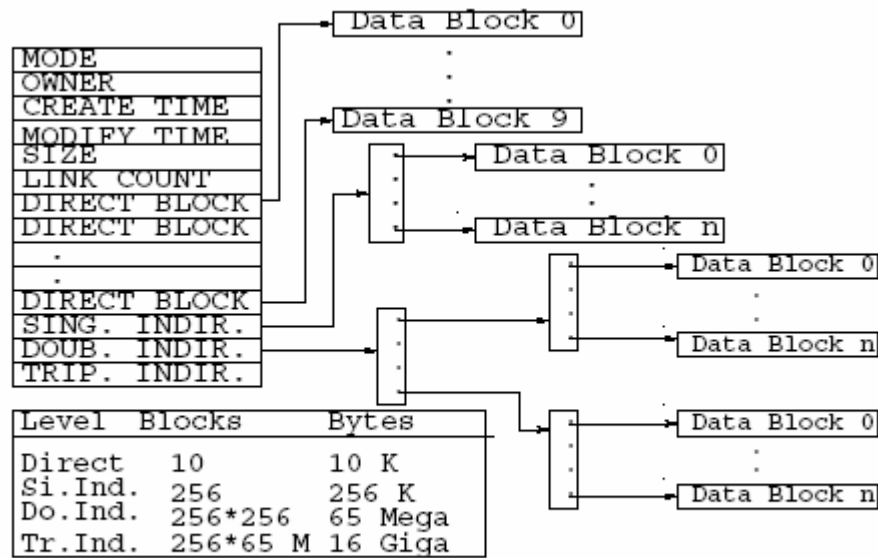 Data Block 0
MODE
OWNER
CREATE TIME
MODIFY TIME
SIZE
LINK COUNT
DIRECT BLOCK
DIRECT BLOCK
.
.
DIRECT BLOCK
SING. INDIR.
DOUB. INDIR.
TRIP. INDIR.
Data Block 9
Data Block 0
Data Block n
Data Block 0
Data Block n
Data Block 0
Data Block n
Level Blocks Bytes
Direct 10 10 K
Si.Ind. 256 256 K
Do.Ind. 256*256 65 Mega
Tr.Ind. 256*65 M 16 Giga